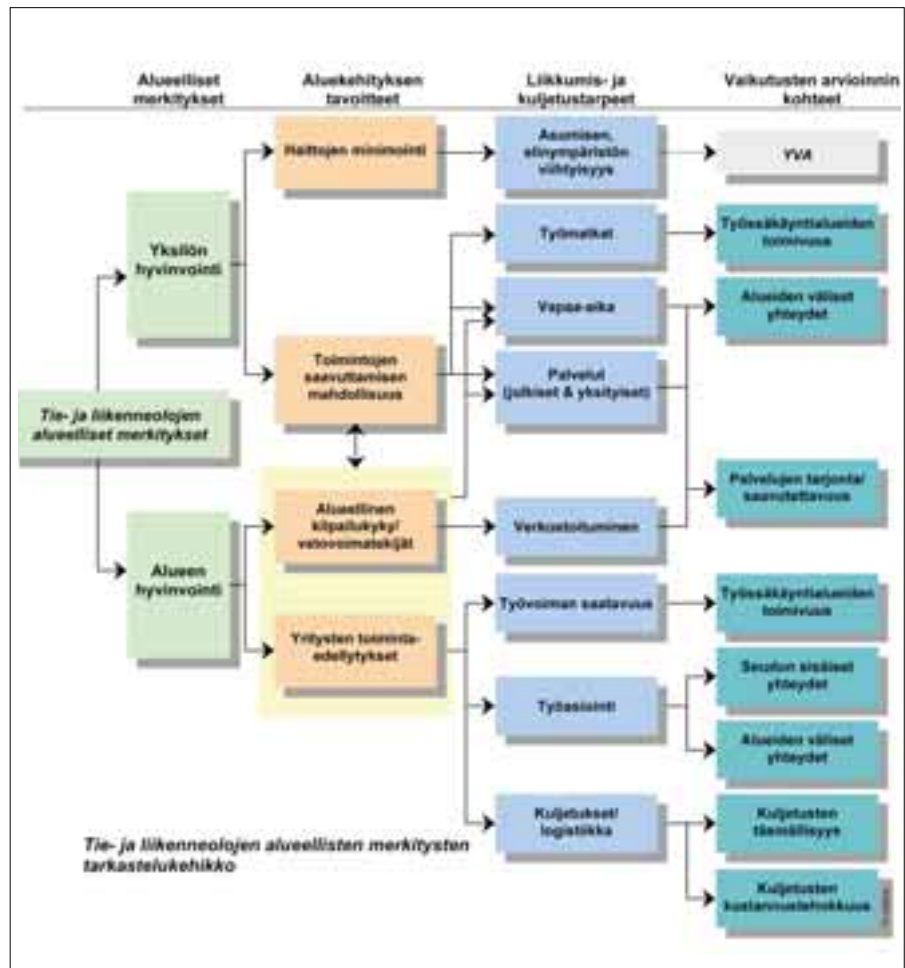 Alueelliset
merkitykset
Aluekehityksen
tavoitteet
Liikkumis- ja
kuljetustarpeet
Vaikutusten arvioinnin
kohteet
Haittojen minimointi
Asumisen,
elinympäristön
viihtyisyys
YVA
Yksilön
hyvinvointi
Työmatkat
Työssäkäyntialueiden
toimivuus
Vapaa-aika
Alueiden väliset
yhteydet
Toimintojen
saavuttamisen
mahdollisuus
Palvelut
(julkiset & yksityiset)
Tie- ja liikenneolojen
alueelliset merkitykset
Alueellinen
kilpailukyky/
vetovoimatekijät
Verkostoituminen
Palvelujen tarjonta/
saavutettavuus
Alueen
hyvinvointi
Yritysten toiminta-
edellytykset
Työvoiman saatavuus
Työssäkäyntialueiden
toimivuus
Työasiointi
Seudun sisäiset
yhteydet
Alueiden väliset
yhteydet
Kuljetukset/
logistiikka
Kuljetusten
täsmällisyys
Kuljetusten
kustannustehokkuus
Tie- ja liikenneolojen alueellisten merkitysten
tarkastelukehikko